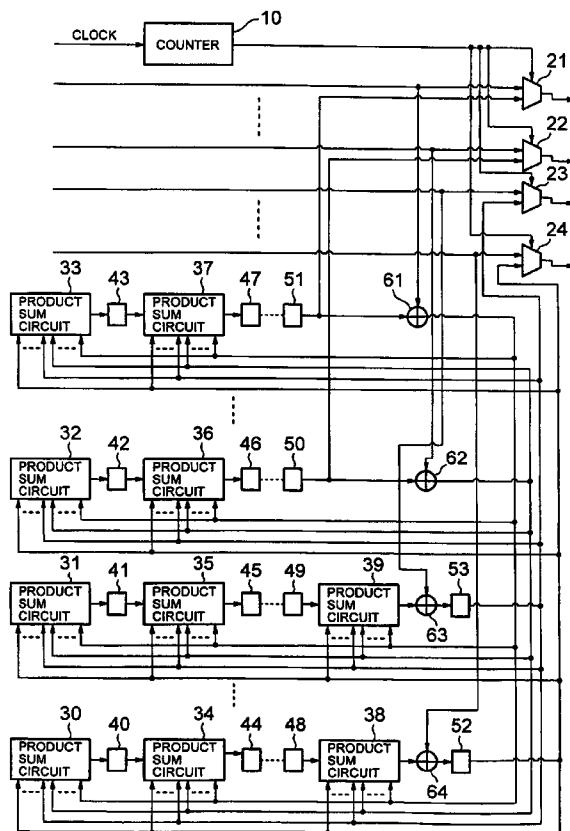 10
CLOCK
COUNTER
21
22
23
24
33
43
37
47
51
61
PRODUCT
SUM
CIRCUIT
PRODUCT
SUM
CIRCUIT
32
42
36
46
50
62
PRODUCT
SUM
CIRCUIT
PRODUCT
SUM
CIRCUIT
31
41
35
45
49
39
53
PRODUCT
SUM
CIRCUIT
PRODUCT
SUM
CIRCUIT
PRODUCT
SUM
CIRCUIT
63
30
40
34
44
48
38
52
PRODUCT
SUM
CIRCUIT
PRODUCT
SUM
CIRCUIT
PRODUCT
SUM
CIRCUIT
64